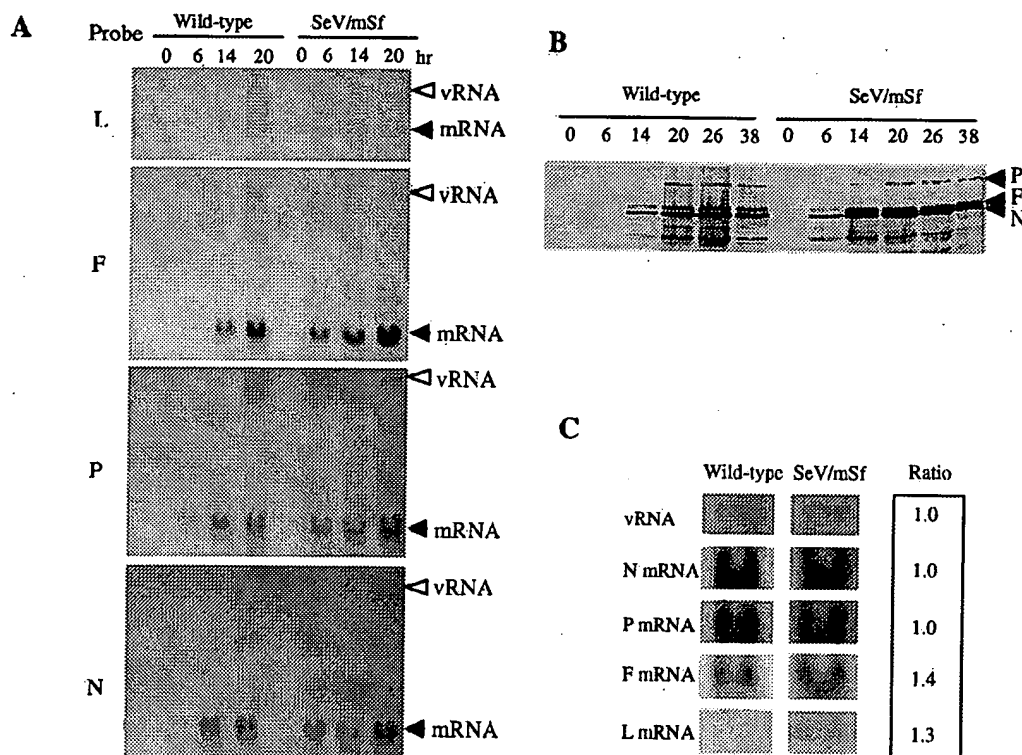 A
Probe Wild-type SeV/mSf
0 6 14 20 0 6 14 20 hr
L
vRNA
mRNA
F
vRNA
mRNA
P
vRNA
mRNA
N
vRNA
mRNA
B
Wild-type SeV/mSf
0 6 14 20 26 38 0 6 14 20 26 38
P
F
N
C
Wild-type SeV/mSf Ratio
vRNA 1.0
N mRNA 1.0
P mRNA 1.0
F mRNA 1.4
L mRNA 1.3